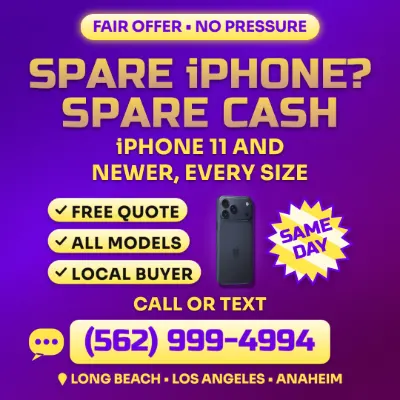 FAIR OFFER • NO PRESSURE
SPARE iPHONE?
SPARE CASH
iPHONE 11 AND
NEWER, EVERY SIZE
✓ FREE QUOTE
✓ ALL MODELS
✓ LOCAL BUYER
SAME
DAY
CALL OR TEXT
(562) 999-4994
LONG BEACH • LOS ANGELES • ANAHEIM